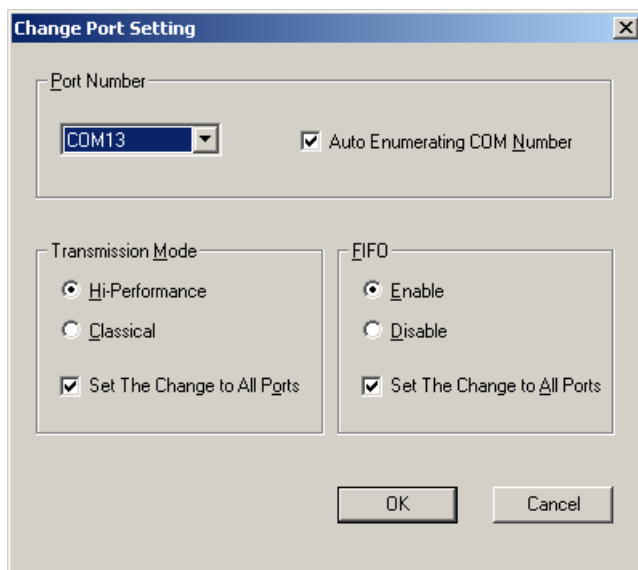 Change Port Setting
Port Number
COM13
Auto Enumerating COM Number
Transmission Mode
Hi-Performance
Classical
Set The Change to All Ports
FIFO
Enable
Disable
Set The Change to All Ports
OK
Cancel